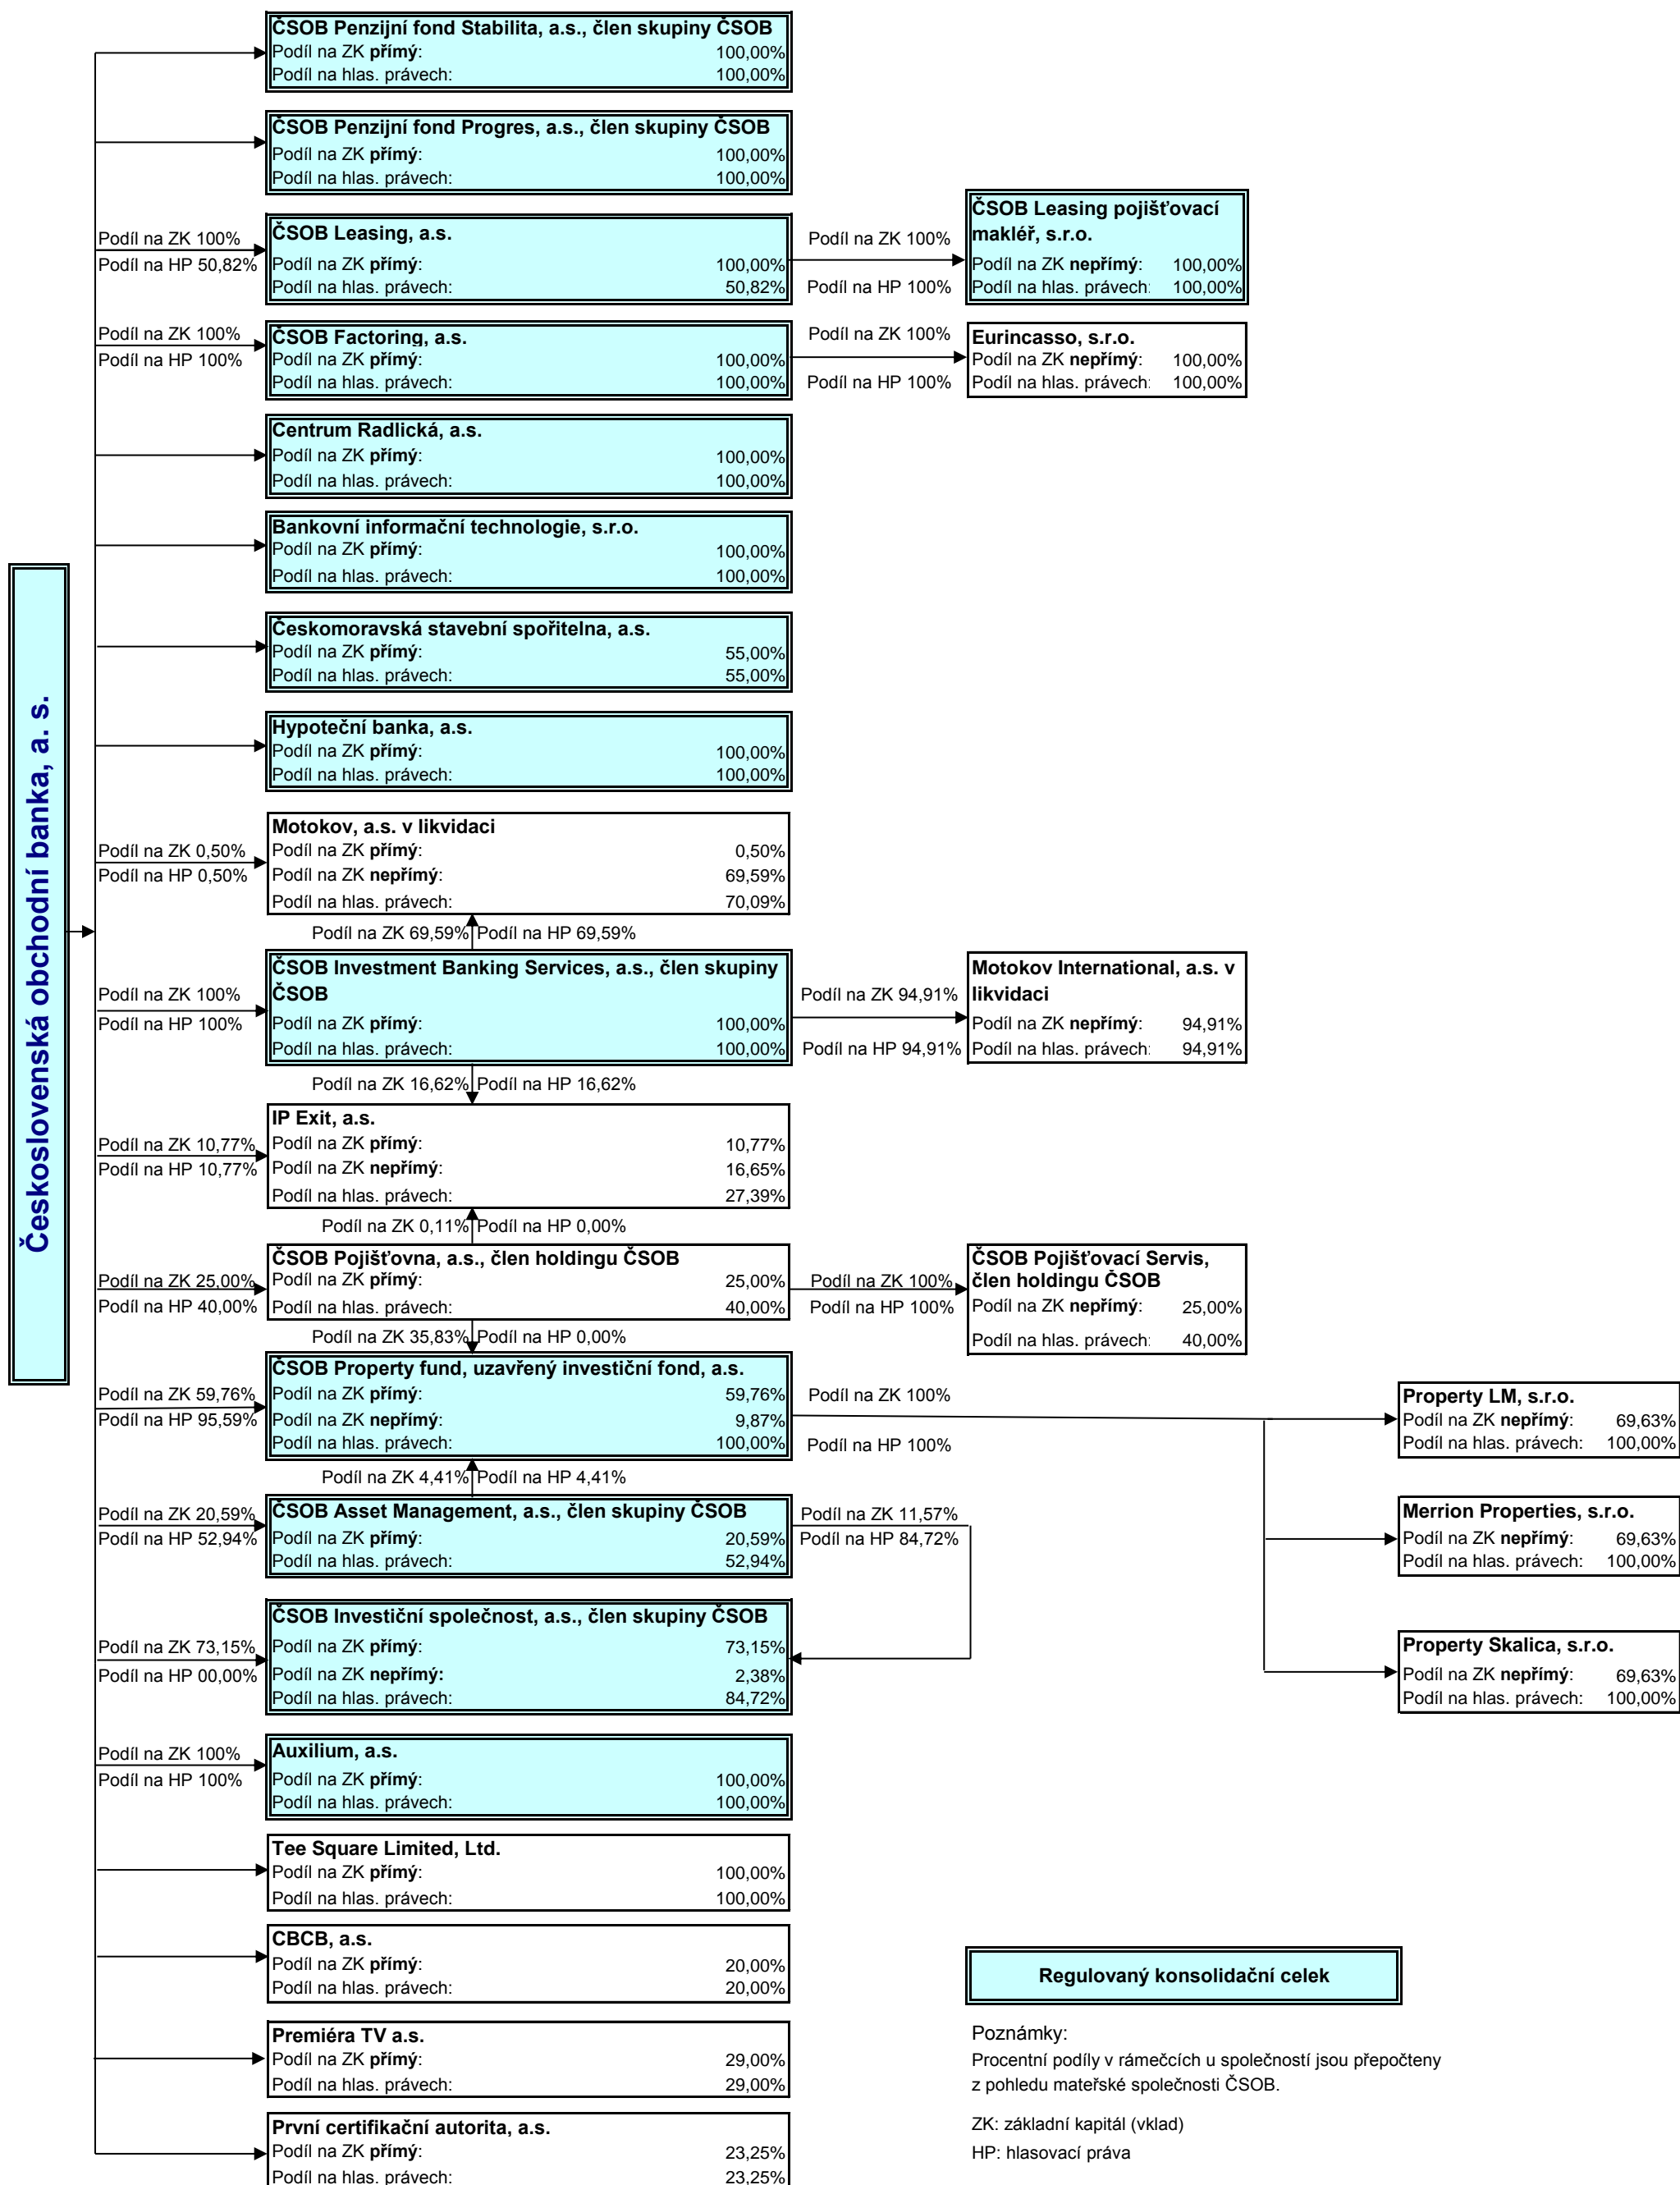 Československá obchodní banka, a. s.
ČSOB Penzijní fond Stabilita, a.s., člen skupiny ČSOB
Podíl na ZK přímý: 100,00%
Podíl na hlas. právech: 100,00%
ČSOB Penzijní fond Progres, a.s., člen skupiny ČSOB
Podíl na ZK přímý: 100,00%
Podíl na hlas. právech: 100,00%
Podíl na ZK 100%
Podíl na HP 50,82%
ČSOB Leasing, a.s.
Podíl na ZK přímý: 100,00%
Podíl na hlas. právech: 50,82%
Podíl na ZK 100%
Podíl na HP 100%
ČSOB Leasing pojišťovací
makléř, s.r.o.
Podíl na ZK nepřímý: 100,00%
Podíl na hlas. právech: 100,00%
Podíl na ZK 100%
Podíl na HP 100%
ČSOB Factoring, a.s.
Podíl na ZK přímý: 100,00%
Podíl na hlas. právech: 100,00%
Podíl na ZK 100%
Podíl na HP 100%
Eurincasso, s.r.o.
Podíl na ZK nepřímý: 100,00%
Podíl na hlas. právech: 100,00%
Centrum Radlická, a.s.
Podíl na ZK přímý: 100,00%
Podíl na hlas. právech: 100,00%
Bankovní informační technologie, s.r.o.
Podíl na ZK přímý: 100,00%
Podíl na hlas. právech: 100,00%
Českomoravská stavební spořitelna, a.s.
Podíl na ZK přímý: 55,00%
Podíl na hlas. právech: 55,00%
Hypoteční banka, a.s.
Podíl na ZK přímý: 100,00%
Podíl na hlas. právech: 100,00%
Podíl na ZK 0,50%
Podíl na HP 0,50%
Motokov, a.s. v likvidaci
Podíl na ZK přímý: 0,50%
Podíl na ZK nepřímý: 69,59%
Podíl na hlas. právech: 70,09%
Podíl na ZK 69,59% Podíl na HP 69,59%
Podíl na ZK 100%
Podíl na HP 100%
ČSOB Investment Banking Services, a.s., člen skupiny
ČSOB
Podíl na ZK přímý: 100,00%
Podíl na hlas. právech: 100,00%
Podíl na ZK 94,91%
Podíl na HP 94,91%
Motokov International, a.s. v
likvidaci
Podíl na ZK nepřímý: 94,91%
Podíl na hlas. právech: 94,91%
Podíl na ZK 16,62% Podíl na HP 16,62%
Podíl na ZK 10,77%
Podíl na HP 10,77%
IP Exit, a.s.
Podíl na ZK přímý: 10,77%
Podíl na ZK nepřímý: 16,65%
Podíl na hlas. právech: 27,39%
Podíl na ZK 0,11% Podíl na HP 0,00%
Podíl na ZK 25,00%
Podíl na HP 40,00%
ČSOB Pojišťovna, a.s., člen holdingu ČSOB
Podíl na ZK přímý: 25,00%
Podíl na hlas. právech: 40,00%
Podíl na ZK 100%
Podíl na HP 100%
ČSOB Pojišťovací Servis,
člen holdingu ČSOB
Podíl na ZK nepřímý: 25,00%
Podíl na hlas. právech: 40,00%
Podíl na ZK 35,83% Podíl na HP 0,00%
Podíl na ZK 59,76%
Podíl na HP 95,59%
ČSOB Property fund, uzavřený investiční fond, a.s.
Podíl na ZK přímý: 59,76%
Podíl na ZK nepřímý: 9,87%
Podíl na hlas. právech: 100,00%
Podíl na ZK 100%
Podíl na HP 100%
Property LM, s.r.o.
Podíl na ZK nepřímý: 69,63%
Podíl na hlas. právech: 100,00%
Podíl na ZK 4,41% Podíl na HP 4,41%
Podíl na ZK 20,59%
Podíl na HP 52,94%
ČSOB Asset Management, a.s., člen skupiny ČSOB
Podíl na ZK přímý: 20,59%
Podíl na hlas. právech: 52,94%
Podíl na ZK 11,57%
Podíl na HP 84,72%
Merrion Properties, s.r.o.
Podíl na ZK nepřímý: 69,63%
Podíl na hlas. právech: 100,00%
Podíl na ZK 73,15%
Podíl na HP 00,00%
ČSOB Investiční společnost, a.s., člen skupiny ČSOB
Podíl na ZK přímý: 73,15%
Podíl na ZK nepřímý: 2,38%
Podíl na hlas. právech: 84,72%
Property Skalica, s.r.o.
Podíl na ZK nepřímý: 69,63%
Podíl na hlas. právech: 100,00%
Podíl na ZK 100%
Podíl na HP 100%
Auxilium, a.s.
Podíl na ZK přímý: 100,00%
Podíl na hlas. právech: 100,00%
Tee Square Limited, Ltd.
Podíl na ZK přímý: 100,00%
Podíl na hlas. právech: 100,00%
CBCB, a.s.
Podíl na ZK přímý: 20,00%
Podíl na hlas. právech: 20,00%
Premiéra TV a.s.
Podíl na ZK přímý: 29,00%
Podíl na hlas. právech: 29,00%
První certifikační autorita, a.s.
Podíl na ZK přímý: 23,25%
Podíl na hlas. právech: 23,25%
Regulovaný konsolidační celek
Poznámky:
Procentní podíly v rámečcích u společností jsou přepočteny
z pohledu mateřské společnosti ČSOB.
ZK: základní kapitál (vklad)
HP: hlasovací práva